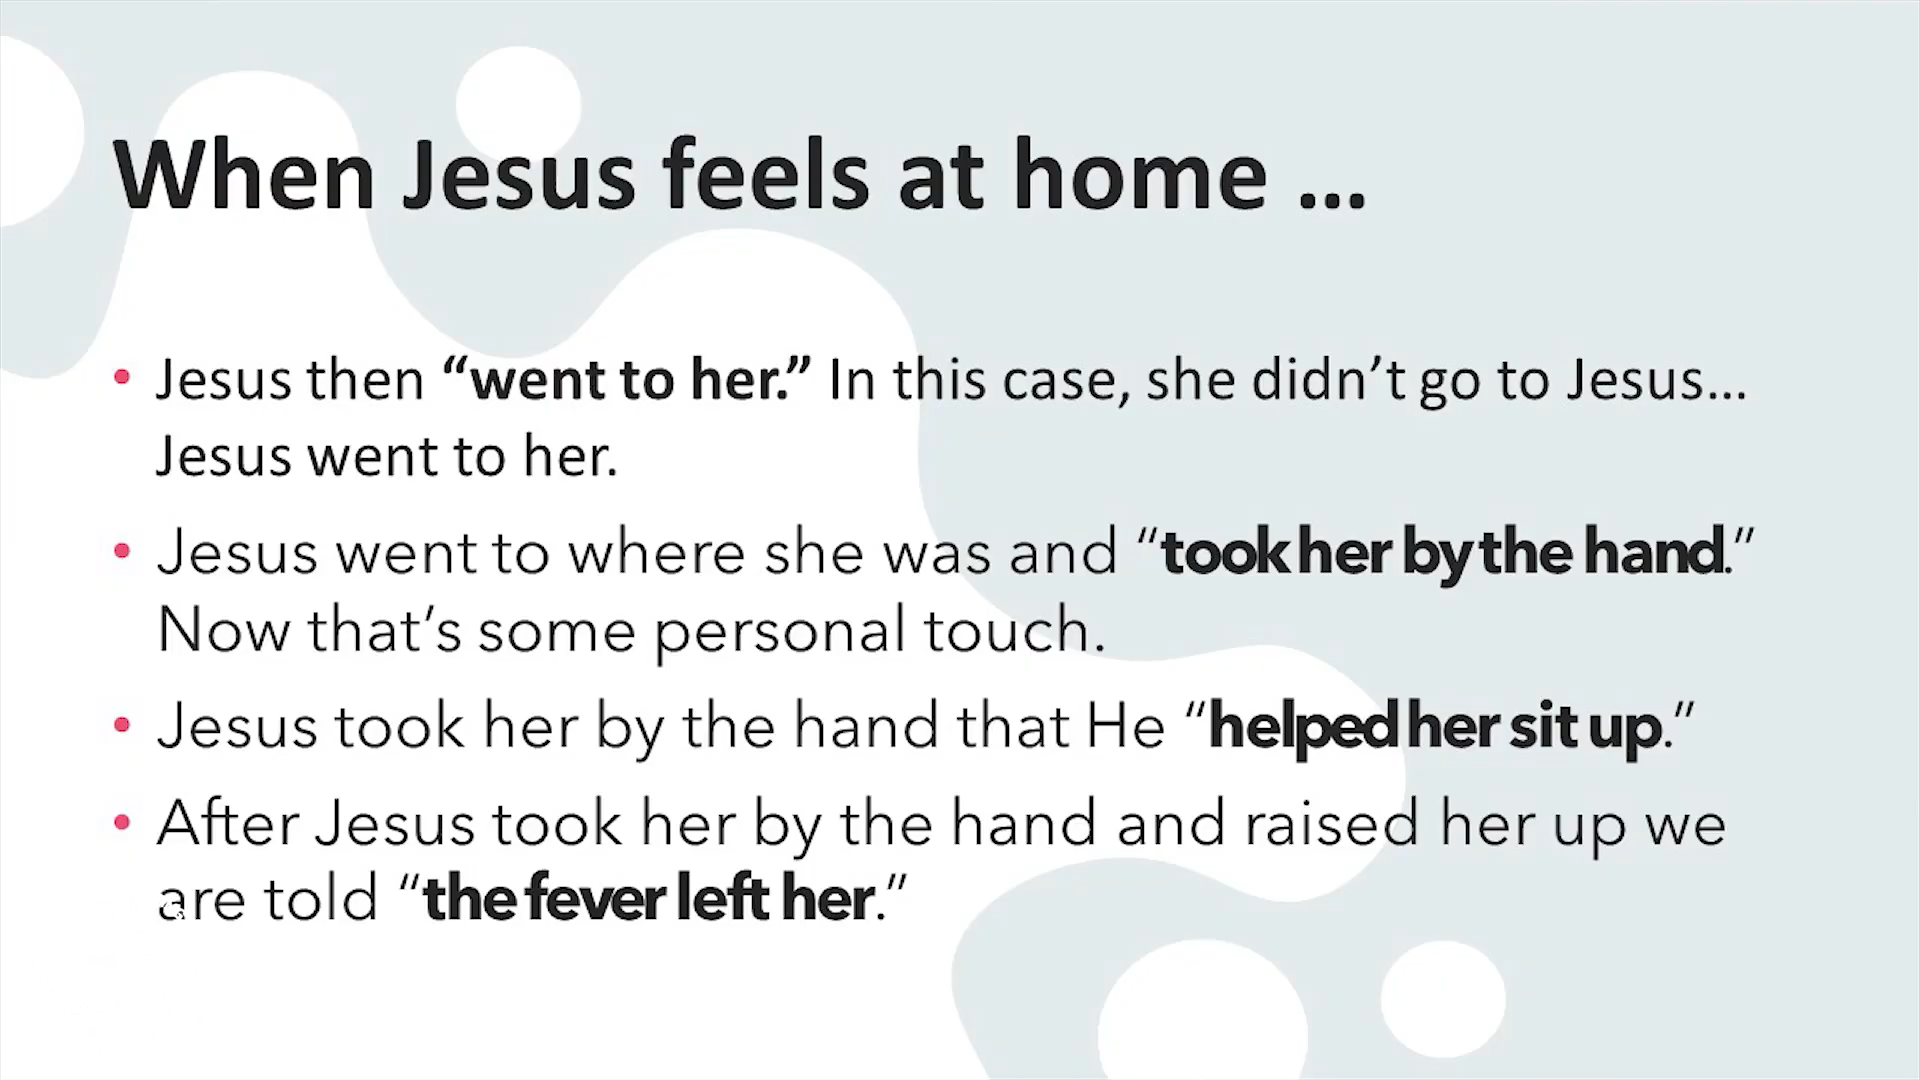 When Jesus feels at home ...
• Jesus then “went to her.” In this case, she didn’t go to Jesus...
Jesus went to her.
• Jesus went to where she was and “took her by the hand.”
Now that’s some personal touch.
• Jesus took her by the hand that He “helped her sit up.”
• After Jesus took her by the hand and raised her up we
are told “the fever left her.”